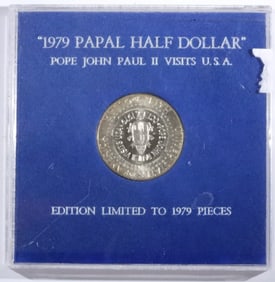 "1979 PAPAL HALF DOLLAR"
POPE JOHN PAUL II VISITS U.S.A.
EDITION LIMITED TO 1979 PIECES